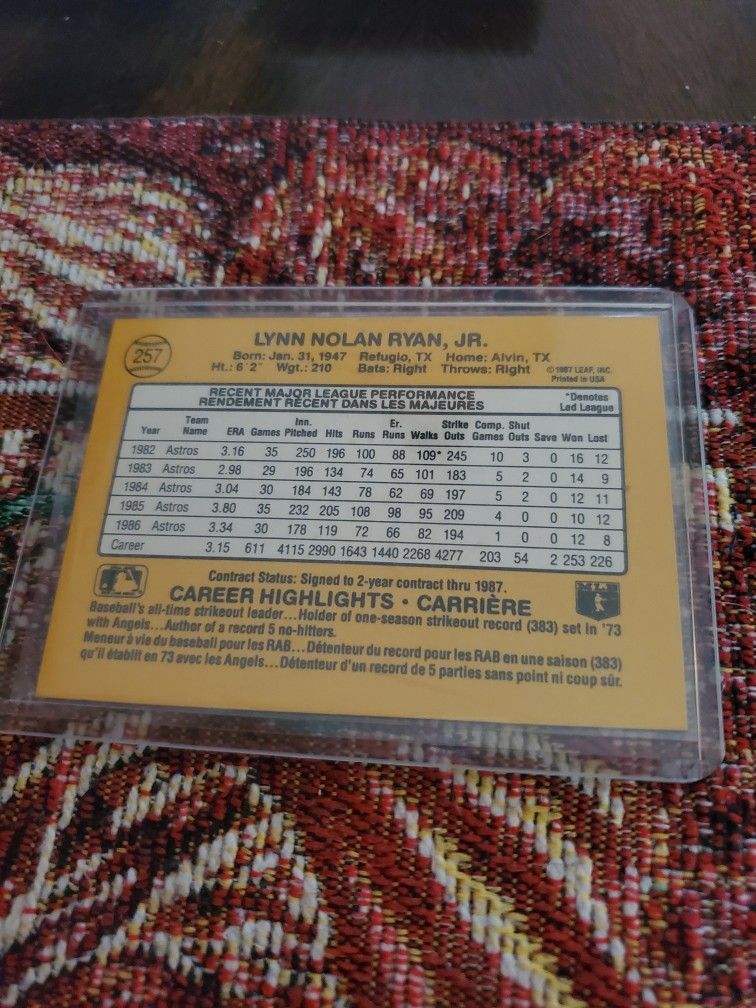 257
LYNN NOLAN RYAN, JR.
Born: Jan. 31, 1947 Refugio, TX Home: Alvin, TX
Ht.: 6'2" Wgt.: 210 Bats: Right Throws: Right
©1987 LEAF, INC.
Printed in USA
RECENT MAJOR LEAGUE PERFORMANCE
RENDEMENT RÉCENT DANS LES MAJEURES
*Denotes
Led League
Year Team Name ERA Games Inn. Pitched Hits Runs Er. Runs Walks Strike Outs Comp. Games Shut Outs Save Won Lost
1982 Astros 3.16 35 250 196 100 88 109* 245 10 3 0 16 12
1983 Astros 2.98 29 196 134 74 65 101 183 5 2 0 14 9
1984 Astros 3.04 30 184 143 78 62 69 197 5 2 0 12 11
1985 Astros 3.80 35 232 205 108 98 95 209 4 0 0 10 12
1986 Astros 3.34 30 178 119 72 66 82 194 1 0 0 12 8
Career 3.15 611 4115 2990 1643 1440 2268 4277 203 54 2 253 226
Contract Status: Signed to 2-year contract thru 1987.
CAREER HIGHLIGHTS • CARRIÈRE
Baseball's all-time strikeout leader...Holder of one-season strikeout record (383) set in '73
with Angels...Author of a record 5 no-hitters.
Meneur à vie du baseball pour les RAB...Détenteur du record pour les RAB en une saison (383)
qu'il établit en 73 avec les Angels...Détenteur d'un record de 5 parties sans point ni coup sûr.